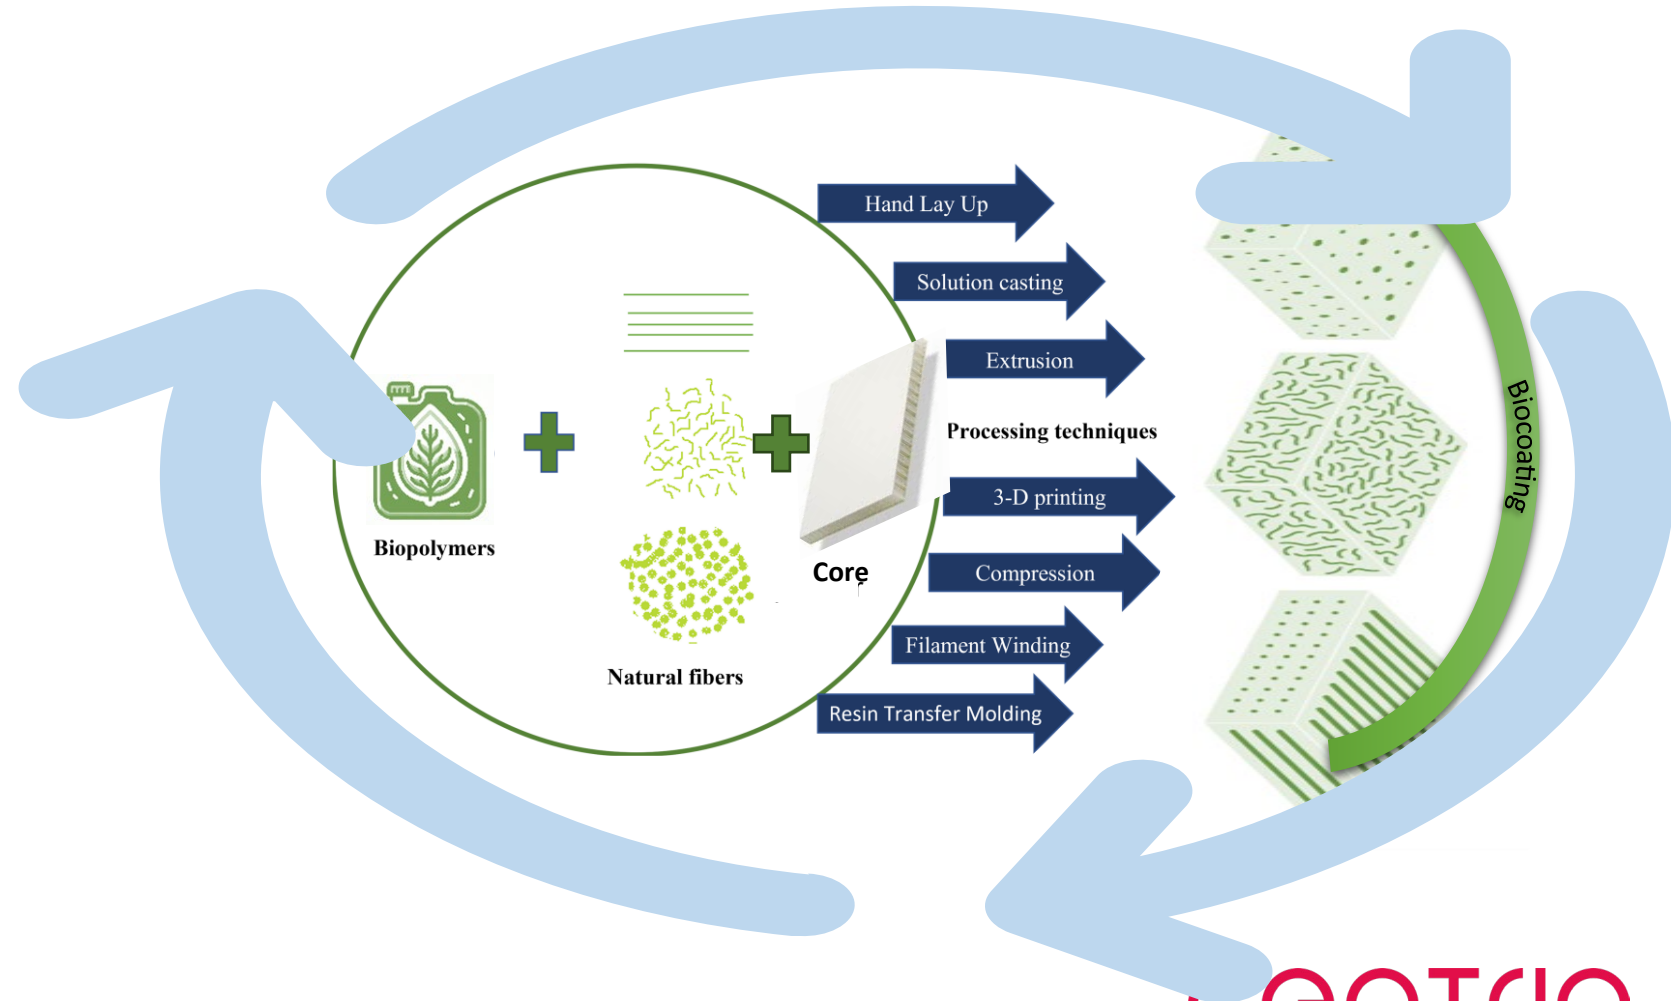 Hand Lay Up
Solution casting
Extrusion
Processing techniques
3-D printing
Compression
Filament Winding
Resin Transfer Molding
Biopolymers
Natural fibers
Core
Biocoating